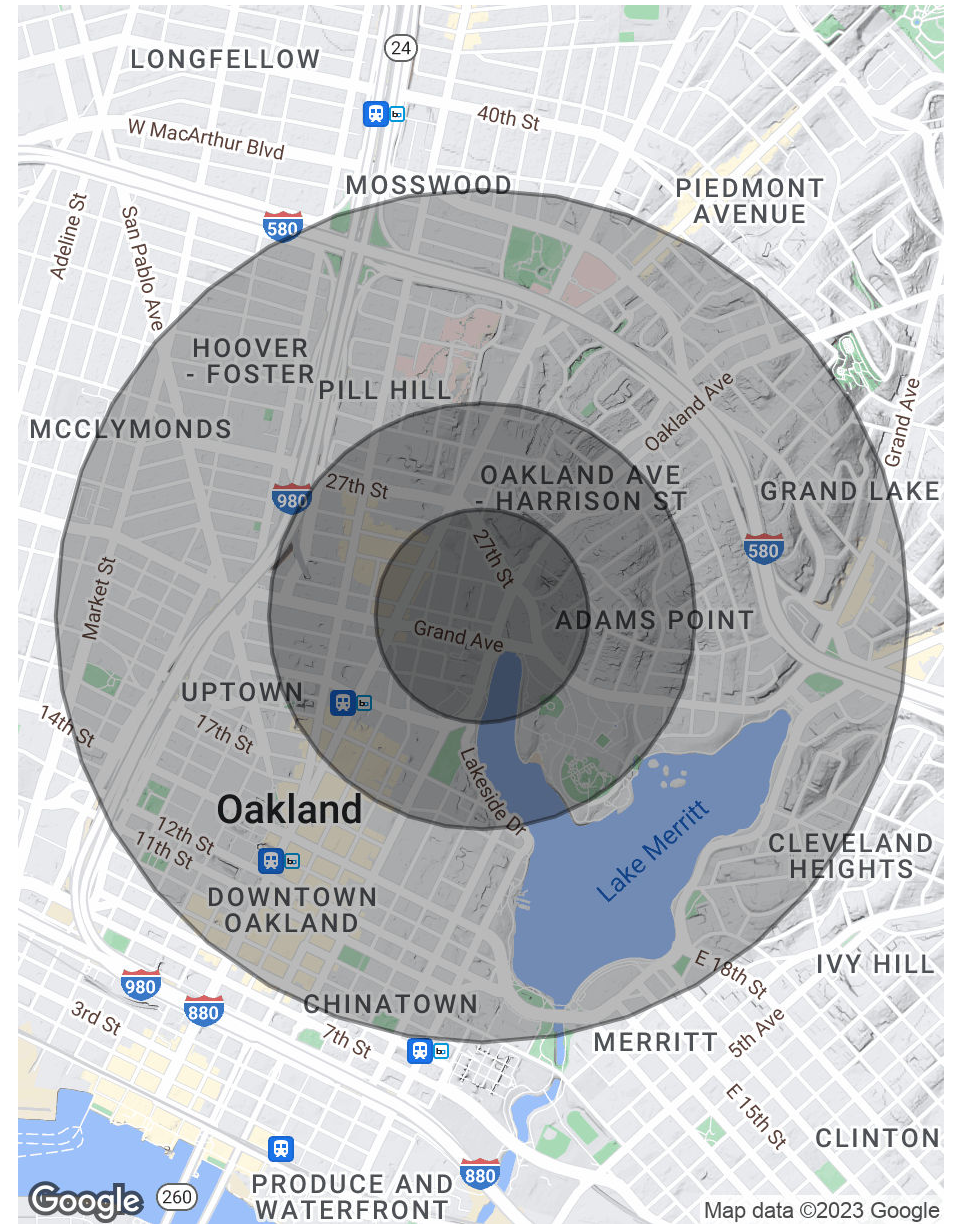 LONGFELLOW
24
40th St
W MacArthur Blvd
MOSSWOOD
PIEDMONT
AVENUE
580
Adeline St
San Pablo Ave
HOOVER
- FOSTER
PILL HILL
Oakland Ave
Grand Ave
MCCLYMONDS
OAKLAND AVE
- HARRISON ST
27th St
980
GRAND LAKE
27th St
580
Market St
Grand Ave
ADAMS POINT
UPTOWN
14th St
17th St
Lakeside Dr
Oakland
12th St
11th St
Lake Merritt
CLEVELAND
HEIGHTS
DOWNTOWN
OAKLAND
E 18th St
IVY HILL
980
880
CHINATOWN
3rd St
7th St
MERRITT
5th Ave
E 15th St
CLINTON
880
PRODUCE AND
WATERFRONT
260
Google
Map data ©2023 Google